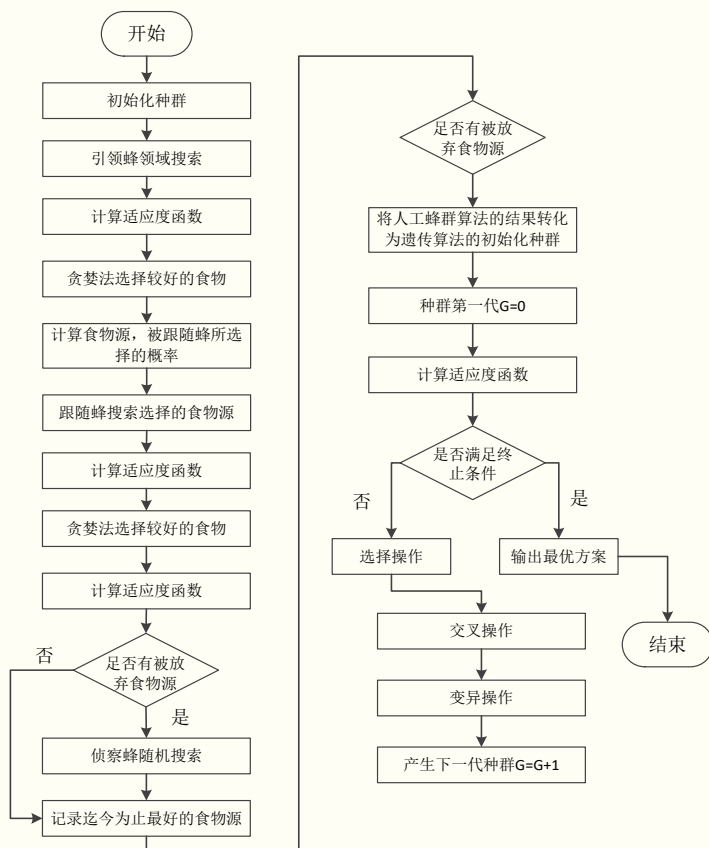 开始
初始化种群
引领蜂领域搜索
计算适应度函数
贪婪法选择较好的食物
计算食物源，被跟随蜂所选
择的概率
跟随蜂搜索选择的食物源
计算适应度函数
贪婪法选择较好的食物
计算适应度函数
足否有被放
弃食物源
否
是
侦察蜂随机搜索
记录迄今为止最好的食物源
足否有被放
弃食物源
将人工蜂群算法的结果转化
为遗传算法的初始化种群
种群第一代G=0
计算适应度函数
是否满足终
止条件
否
是
选择操作
输出最优方案
交叉操作
结束
变异操作
产生下一代种群G=G+1